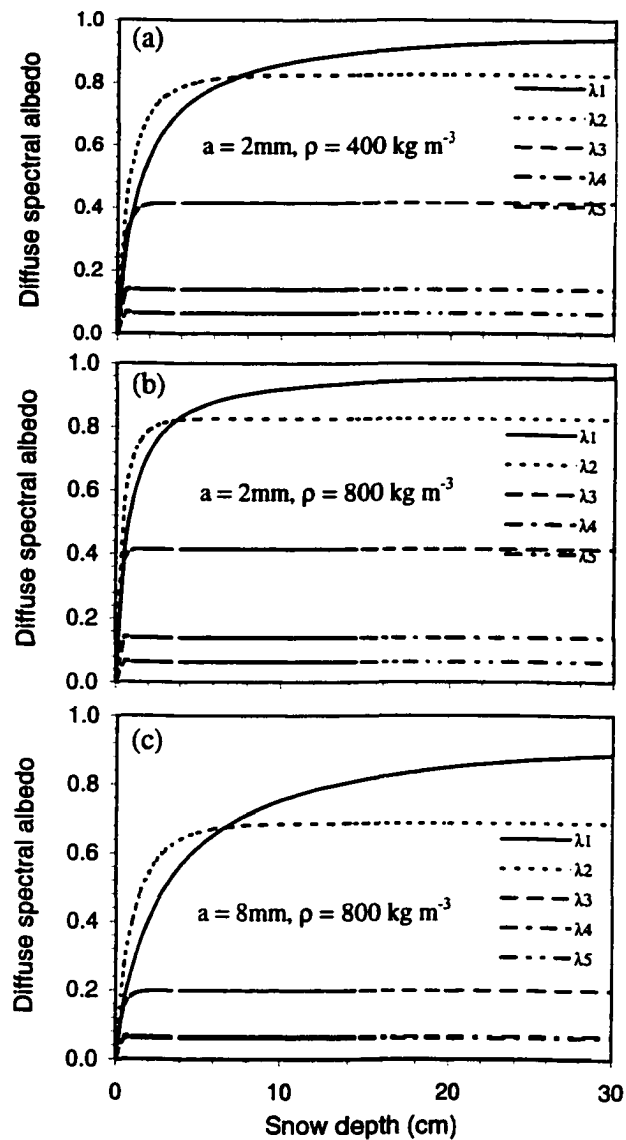 1.0
(a)
0.8
0.6
0.4
0.2
0.0
Diffuse spectral albedo
a = 2mm, ρ = 400 kg m⁻³
λ1
λ2
λ3
λ4
λ5
1.0
(b)
0.8
0.6
0.4
0.2
0.0
Diffuse spectral albedo
a = 2mm, ρ = 800 kg m⁻³
λ1
λ2
λ3
λ4
λ5
1.0
(c)
0.8
0.6
0.4
0.2
0.0
Diffuse spectral albedo
a = 8mm, ρ = 800 kg m⁻³
λ1
λ2
λ3
λ4
λ5
0 10 20 30
Snow depth (cm)